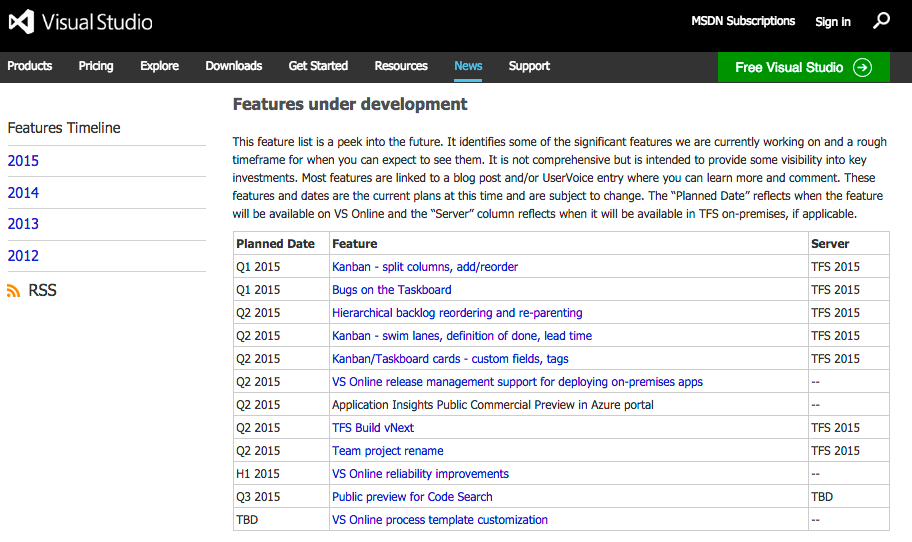 Visual Studio
MSDN Subscriptions Sign in
Products Pricing Explore Downloads Get Started Resources News Support Free Visual Studio
Features Timeline
2015
2014
2013
2012
RSS
Features under development
This feature list is a peek into the future. It identifies some of the significant features we are currently working on and a rough
timeframe for when you can expect to see them. It is not comprehensive but is intended to provide some visibility into key
investments. Most features are linked to a blog post and/or UserVoice entry where you can learn more and comment. These
features and dates are the current plans at this time and are subject to change. The “Planned Date” reflects when the feature
will be available on VS Online and the “Server” column reflects when it will be available in TFS on-premises, if applicable.
Planned Date Feature Server
Q1 2015 Kanban - split columns, add/reorder TFS 2015
Q1 2015 Bugs on the Taskboard TFS 2015
Q2 2015 Hierarchical backlog reordering and re-parenting TFS 2015
Q2 2015 Kanban - swim lanes, definition of done, lead time TFS 2015
Q2 2015 Kanban/Taskboard cards - custom fields, tags TFS 2015
Q2 2015 VS Online release management support for deploying on-premises apps --
Q2 2015 Application Insights Public Commercial Preview in Azure portal --
Q2 2015 TFS Build vNext TFS 2015
Q2 2015 Team project rename TFS 2015
H1 2015 VS Online reliability improvements --
Q3 2015 Public preview for Code Search TBD
TBD VS Online process template customization --